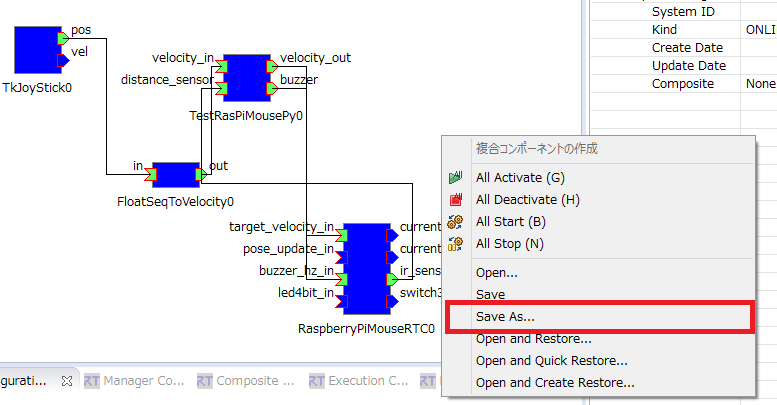 pos
vel
TkJoyStick0
velocity_in
distance_sensor
velocity_out
buzzer
TestRasPiMousePy0
in
out
FloatSeqToVelocity0
target_velocity_in
pose_update_in
buzzer_hz_in
led4bit_in
current
current
ir_sens
switch3
RaspberryPiMouseRTC0
複合コンポーネントの作成
All Activate (G)
All Deactivate (H)
All Start (B)
All Stop (N)
Open...
Save
Save As...
Open and Restore...
Open and Quick Restore...
Open and Create Restore...
System ID
Kind ONLI
Create Date
Update Date
Composite None
gurati...
RT Manager Co...
RT Composite ...
RT Execution C...
RT